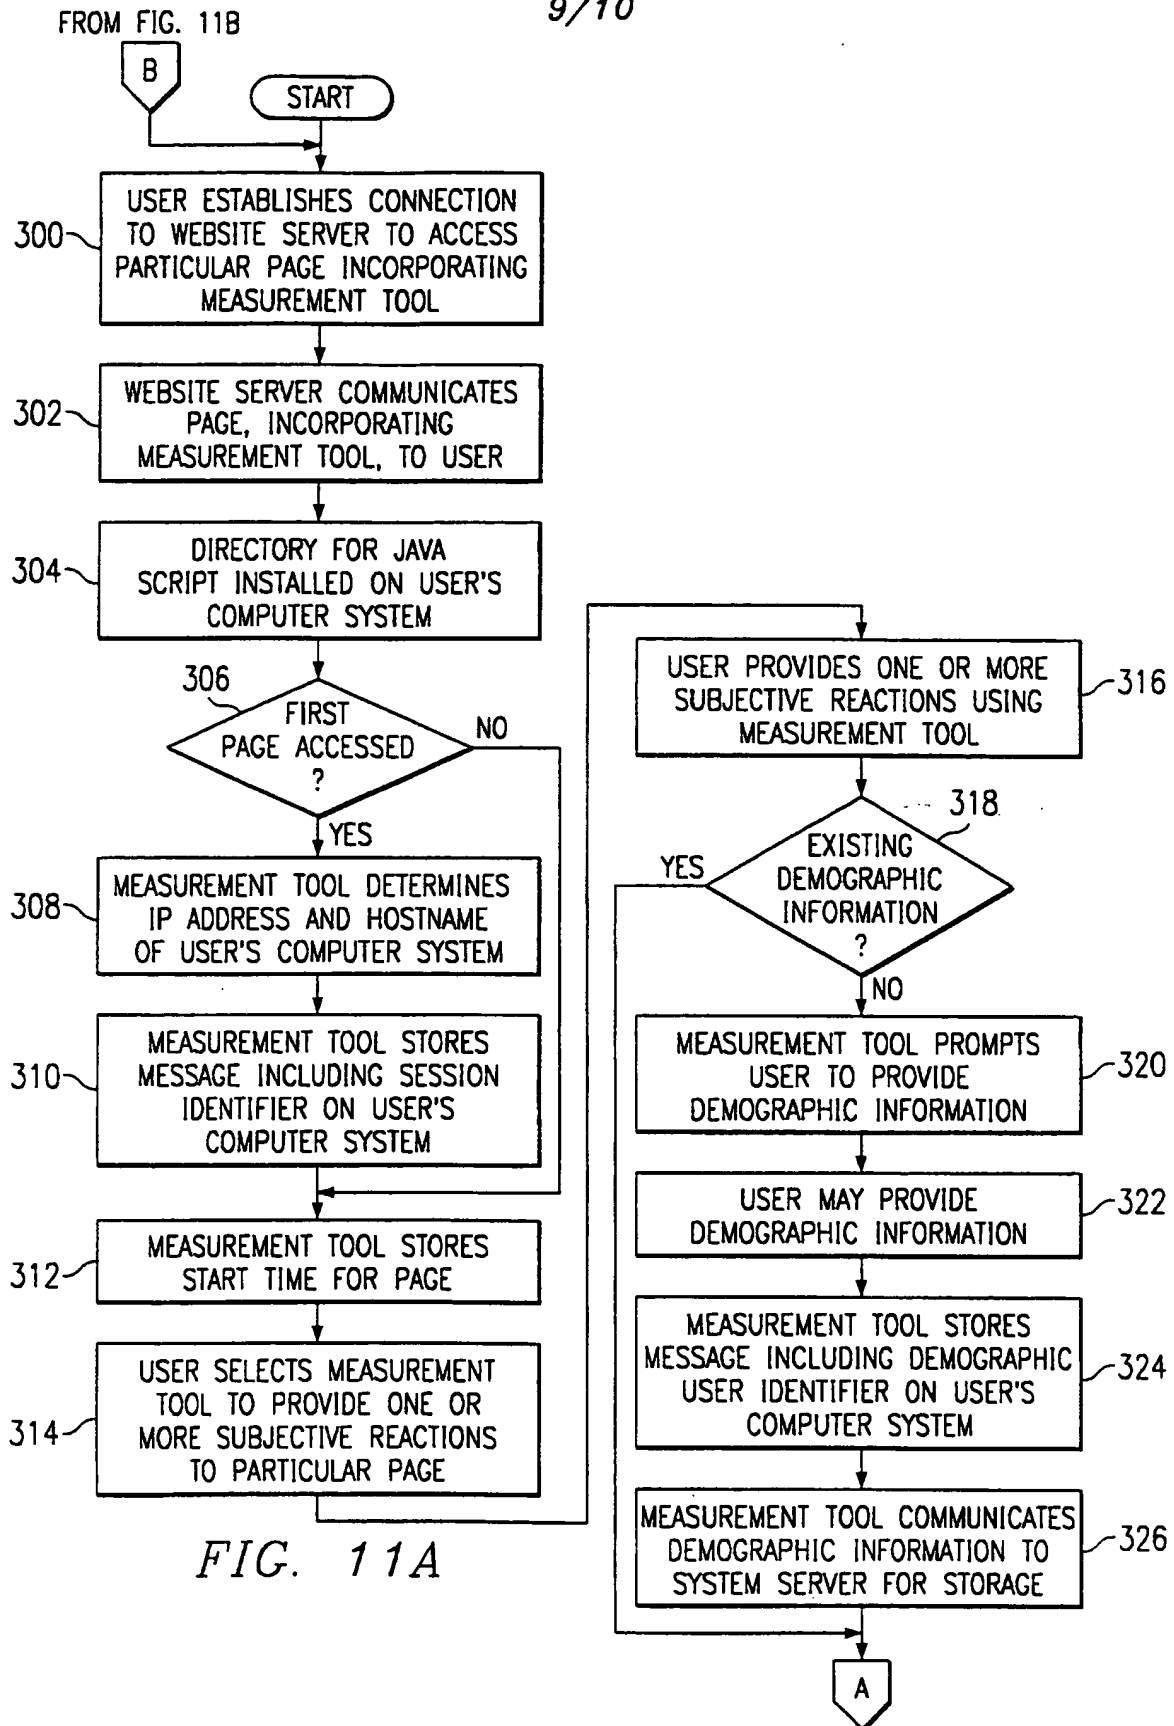 FROM FIG. 11B
9/10
B
START
300
USER ESTABLISHES CONNECTION
TO WEBSITE SERVER TO ACCESS
PARTICULAR PAGE INCORPORATING
MEASUREMENT TOOL
302
WEBSITE SERVER COMMUNICATES
PAGE, INCORPORATING
MEASUREMENT TOOL, TO USER
304
DIRECTORY FOR JAVA
SCRIPT INSTALLED ON USER'S
COMPUTER SYSTEM
306
FIRST
PAGE ACCESSED
?
NO
YES
308
MEASUREMENT TOOL DETERMINES
IP ADDRESS AND HOSTNAME
OF USER'S COMPUTER SYSTEM
310
MEASUREMENT TOOL STORES
MESSAGE INCLUDING SESSION
IDENTIFIER ON USER'S
COMPUTER SYSTEM
312
MEASUREMENT TOOL STORES
START TIME FOR PAGE
314
USER SELECTS MEASUREMENT
TOOL TO PROVIDE ONE OR
MORE SUBJECTIVE REACTIONS
TO PARTICULAR PAGE
USER PROVIDES ONE OR MORE
SUBJECTIVE REACTIONS USING
MEASUREMENT TOOL
316
318
EXISTING
DEMOGRAPHIC
INFORMATION
?
YES
NO
MEASUREMENT TOOL PROMPTS
USER TO PROVIDE
DEMOGRAPHIC INFORMATION
320
USER MAY PROVIDE
DEMOGRAPHIC INFORMATION
322
MEASUREMENT TOOL STORES
MESSAGE INCLUDING DEMOGRAPHIC
USER IDENTIFIER ON USER'S
COMPUTER SYSTEM
324
MEASUREMENT TOOL COMMUNICATES
DEMOGRAPHIC INFORMATION TO
SYSTEM SERVER FOR STORAGE
326
A
FIG. 11A